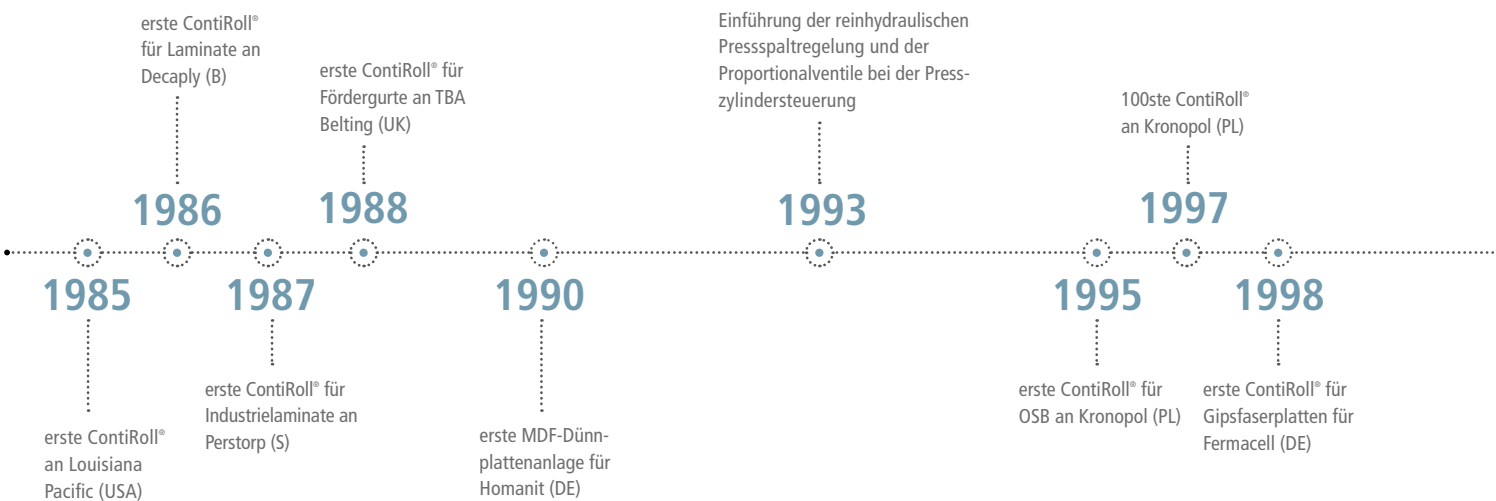 1985
erste ContiRoll®
an Louisiana
Pacific (USA)
erste ContiRoll®
für Laminate an
Decaply (B)
1986
1987
erste ContiRoll® für
Industrielaminate an
Perstorp (S)
erste ContiRoll® für
Fördergurte an TBA
Belting (UK)
1988
1990
erste MDF-Dünn-
plattenanlage für
Homanit (DE)
Einführung der reinhydraulischen
Pressspaltregelung und der
Proportionalventile bei der Press-
zylindersteuerung
1993
1995
erste ContiRoll® für
OSB an Kronopol (PL)
100ste ContiRoll®
an Kronopol (PL)
1997
1998
erste ContiRoll® für
Gipsfaserplatten für
Fermacell (DE)